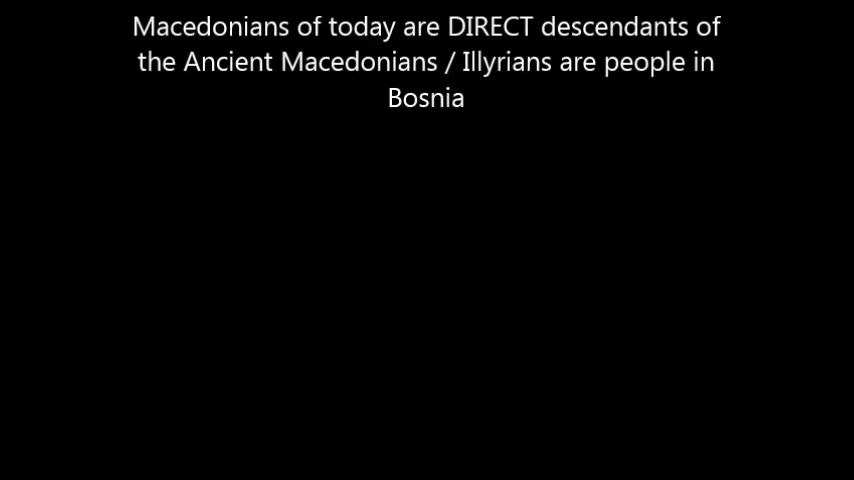 Macedonians of today are DIRECT descendants of
the Ancient Macedonians / Illyrians are people in
Bosnia